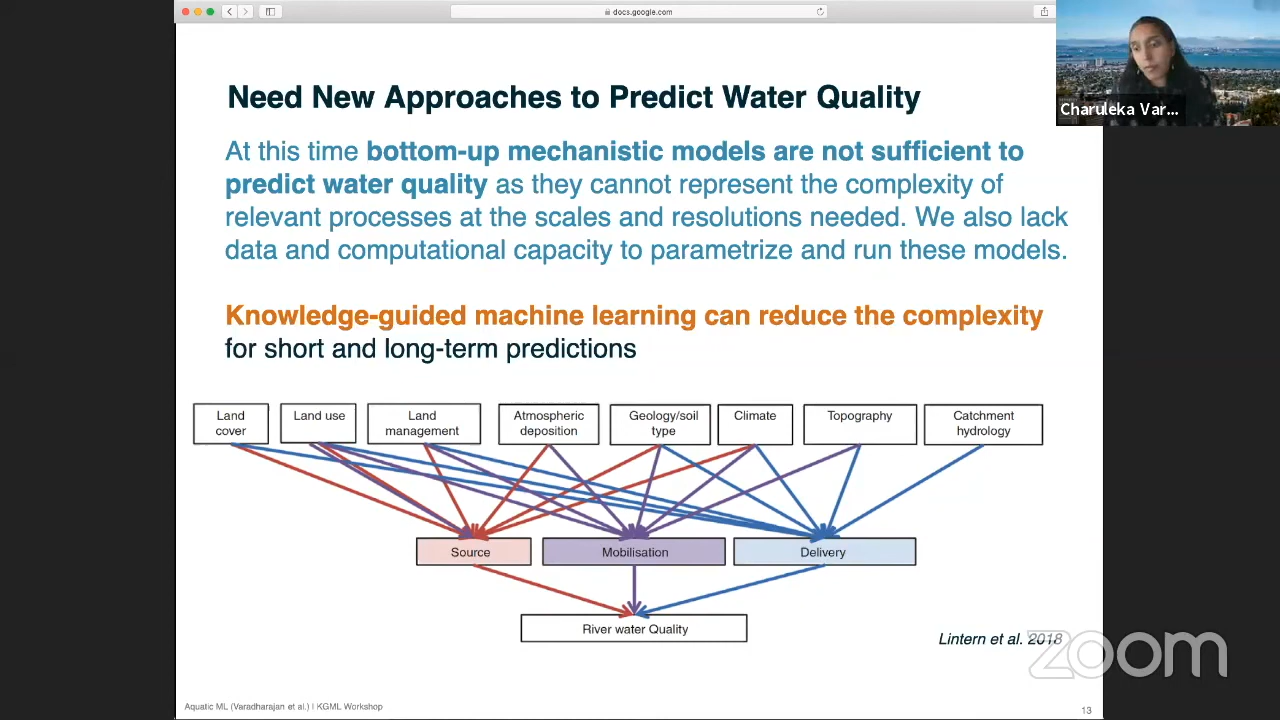 docs.google.com
Charuleka Var...
Need New Approaches to Predict Water Quality
At this time bottom-up mechanistic models are not sufficient to
predict water quality as they cannot represent the complexity of
relevant processes at the scales and resolutions needed. We also lack
data and computational capacity to parametrize and run these models.
Knowledge-guided machine learning can reduce the complexity
for short and long-term predictions
Land
cover
Land use
Land
management
Atmospheric
deposition
Geology/soil
type
Climate
Topography
Catchment
hydrology
Source
Mobilisation
Delivery
River water Quality
Lintern et al. 2018
zoom
Aquatic ML (Varadharajan et al.) I KGML Workshop
13